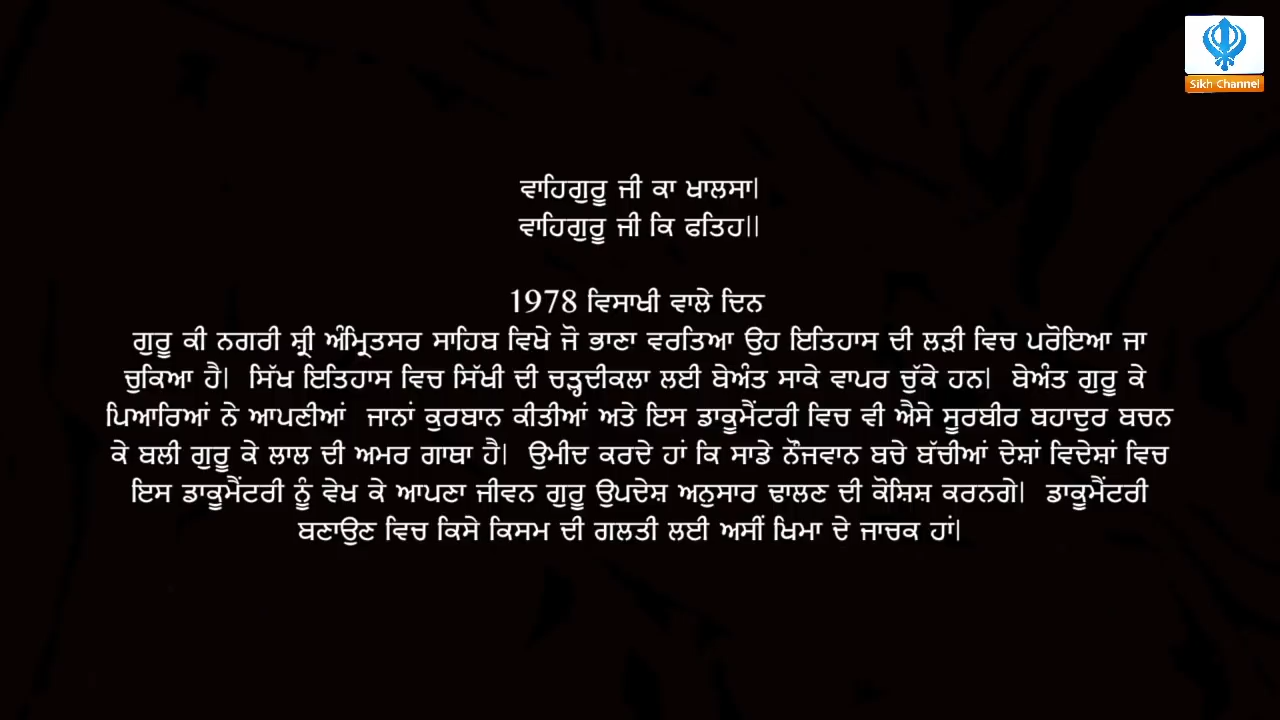 Sikh Channel
ਵਾਹਿਗੁਰੂ ਜੀ ਕਾ ਖਾਲਸਾ।
ਵਾਹਿਗੁਰੂ ਜੀ ਕਿ ਫਤਿਹ।।
1978 ਵਿਸਾਖੀ ਵਾਲੇ ਦਿਨ
ਗੁਰੂ ਕੀ ਨਗਰੀ ਸ਼੍ਰੀ ਅੰਮ੍ਰਿਤਸਰ ਸਾਹਿਬ ਵਿਖੇ ਜੋ ਭਾਣਾ ਵਰਤਿਆ ਉਹ ਇਤਿਹਾਸ ਦੀ ਲੜੀ ਵਿਚ ਪਰੋਇਆ ਜਾ
ਚੁਕਿਆ ਹੈ। ਸਿੱਖ ਇਤਿਹਾਸ ਵਿਚ ਸਿੱਖੀ ਦੀ ਚੜ੍ਹਦੀਕਲਾ ਲਈ ਬੇਅੰਤ ਸਾਕੇ ਵਾਪਰ ਚੁੱਕੇ ਹਨ। ਬੇਅੰਤ ਗੁਰੂ ਕੇ
ਪਿਆਰਿਆਂ ਨੇ ਆਪਣੀਆਂ ਜਾਨਾਂ ਕੁਰਬਾਨ ਕੀਤੀਆਂ ਅਤੇ ਇਸ ਡਾਕੂਮੈਂਟਰੀ ਵਿਚ ਵੀ ਐਸੇ ਸੂਰਬੀਰ ਬਹਾਦੁਰ ਬਚਨ
ਕੇ ਬਲੀ ਗੁਰੂ ਕੇ ਲਾਲ ਦੀ ਅਮਰ ਗਾਥਾ ਹੈ। ਉਮੀਦ ਕਰਦੇ ਹਾਂ ਕਿ ਸਾਡੇ ਨੌਜਵਾਨ ਬਚੇ ਬੱਚੀਆਂ ਦੇਸ਼ਾਂ ਵਿਦੇਸ਼ਾਂ ਵਿਚ
ਇਸ ਡਾਕੂਮੈਂਟਰੀ ਨੂੰ ਵੇਖ ਕੇ ਆਪਣਾ ਜੀਵਨ ਗੁਰੂ ਉਪਦੇਸ਼ ਅਨੁਸਾਰ ਢਾਲਣ ਦੀ ਕੋਸ਼ਿਸ਼ ਕਰਨਗੇ। ਡਾਕੂਮੈਂਟਰੀ
ਬਣਾਉਣ ਵਿਚ ਕਿਸੇ ਕਿਸਮ ਦੀ ਗਲਤੀ ਲਈ ਅਸੀਂ ਖਿਮਾ ਦੇ ਜਾਚਕ ਹਾਂ।